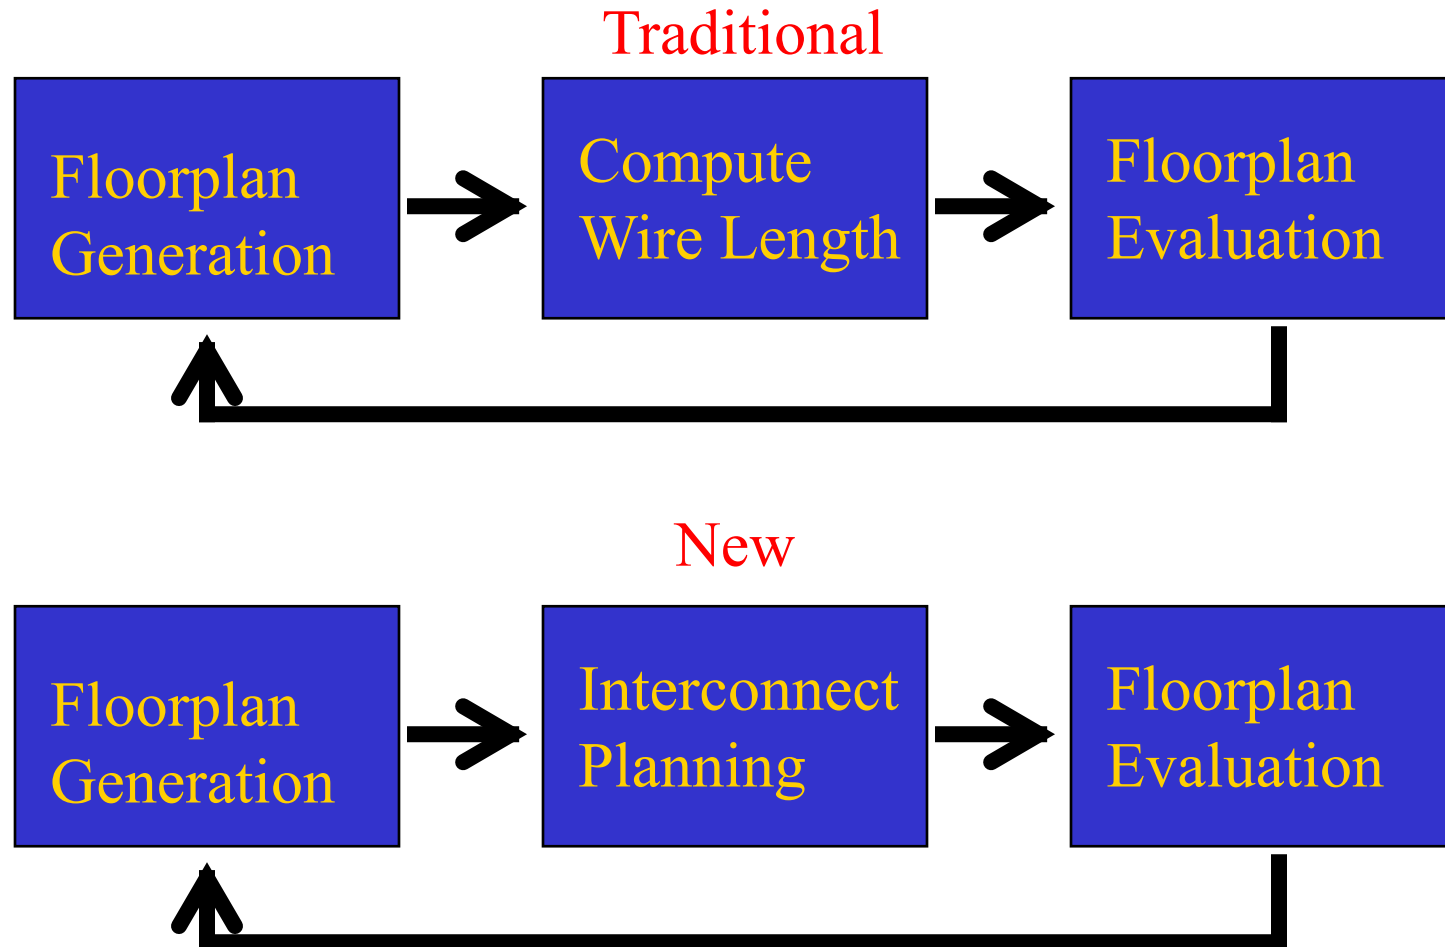 Traditional
Floorplan
Generation
Compute
Wire Length
Floorplan
Evaluation
New
Floorplan
Generation
Interconnect
Planning
Floorplan
Evaluation